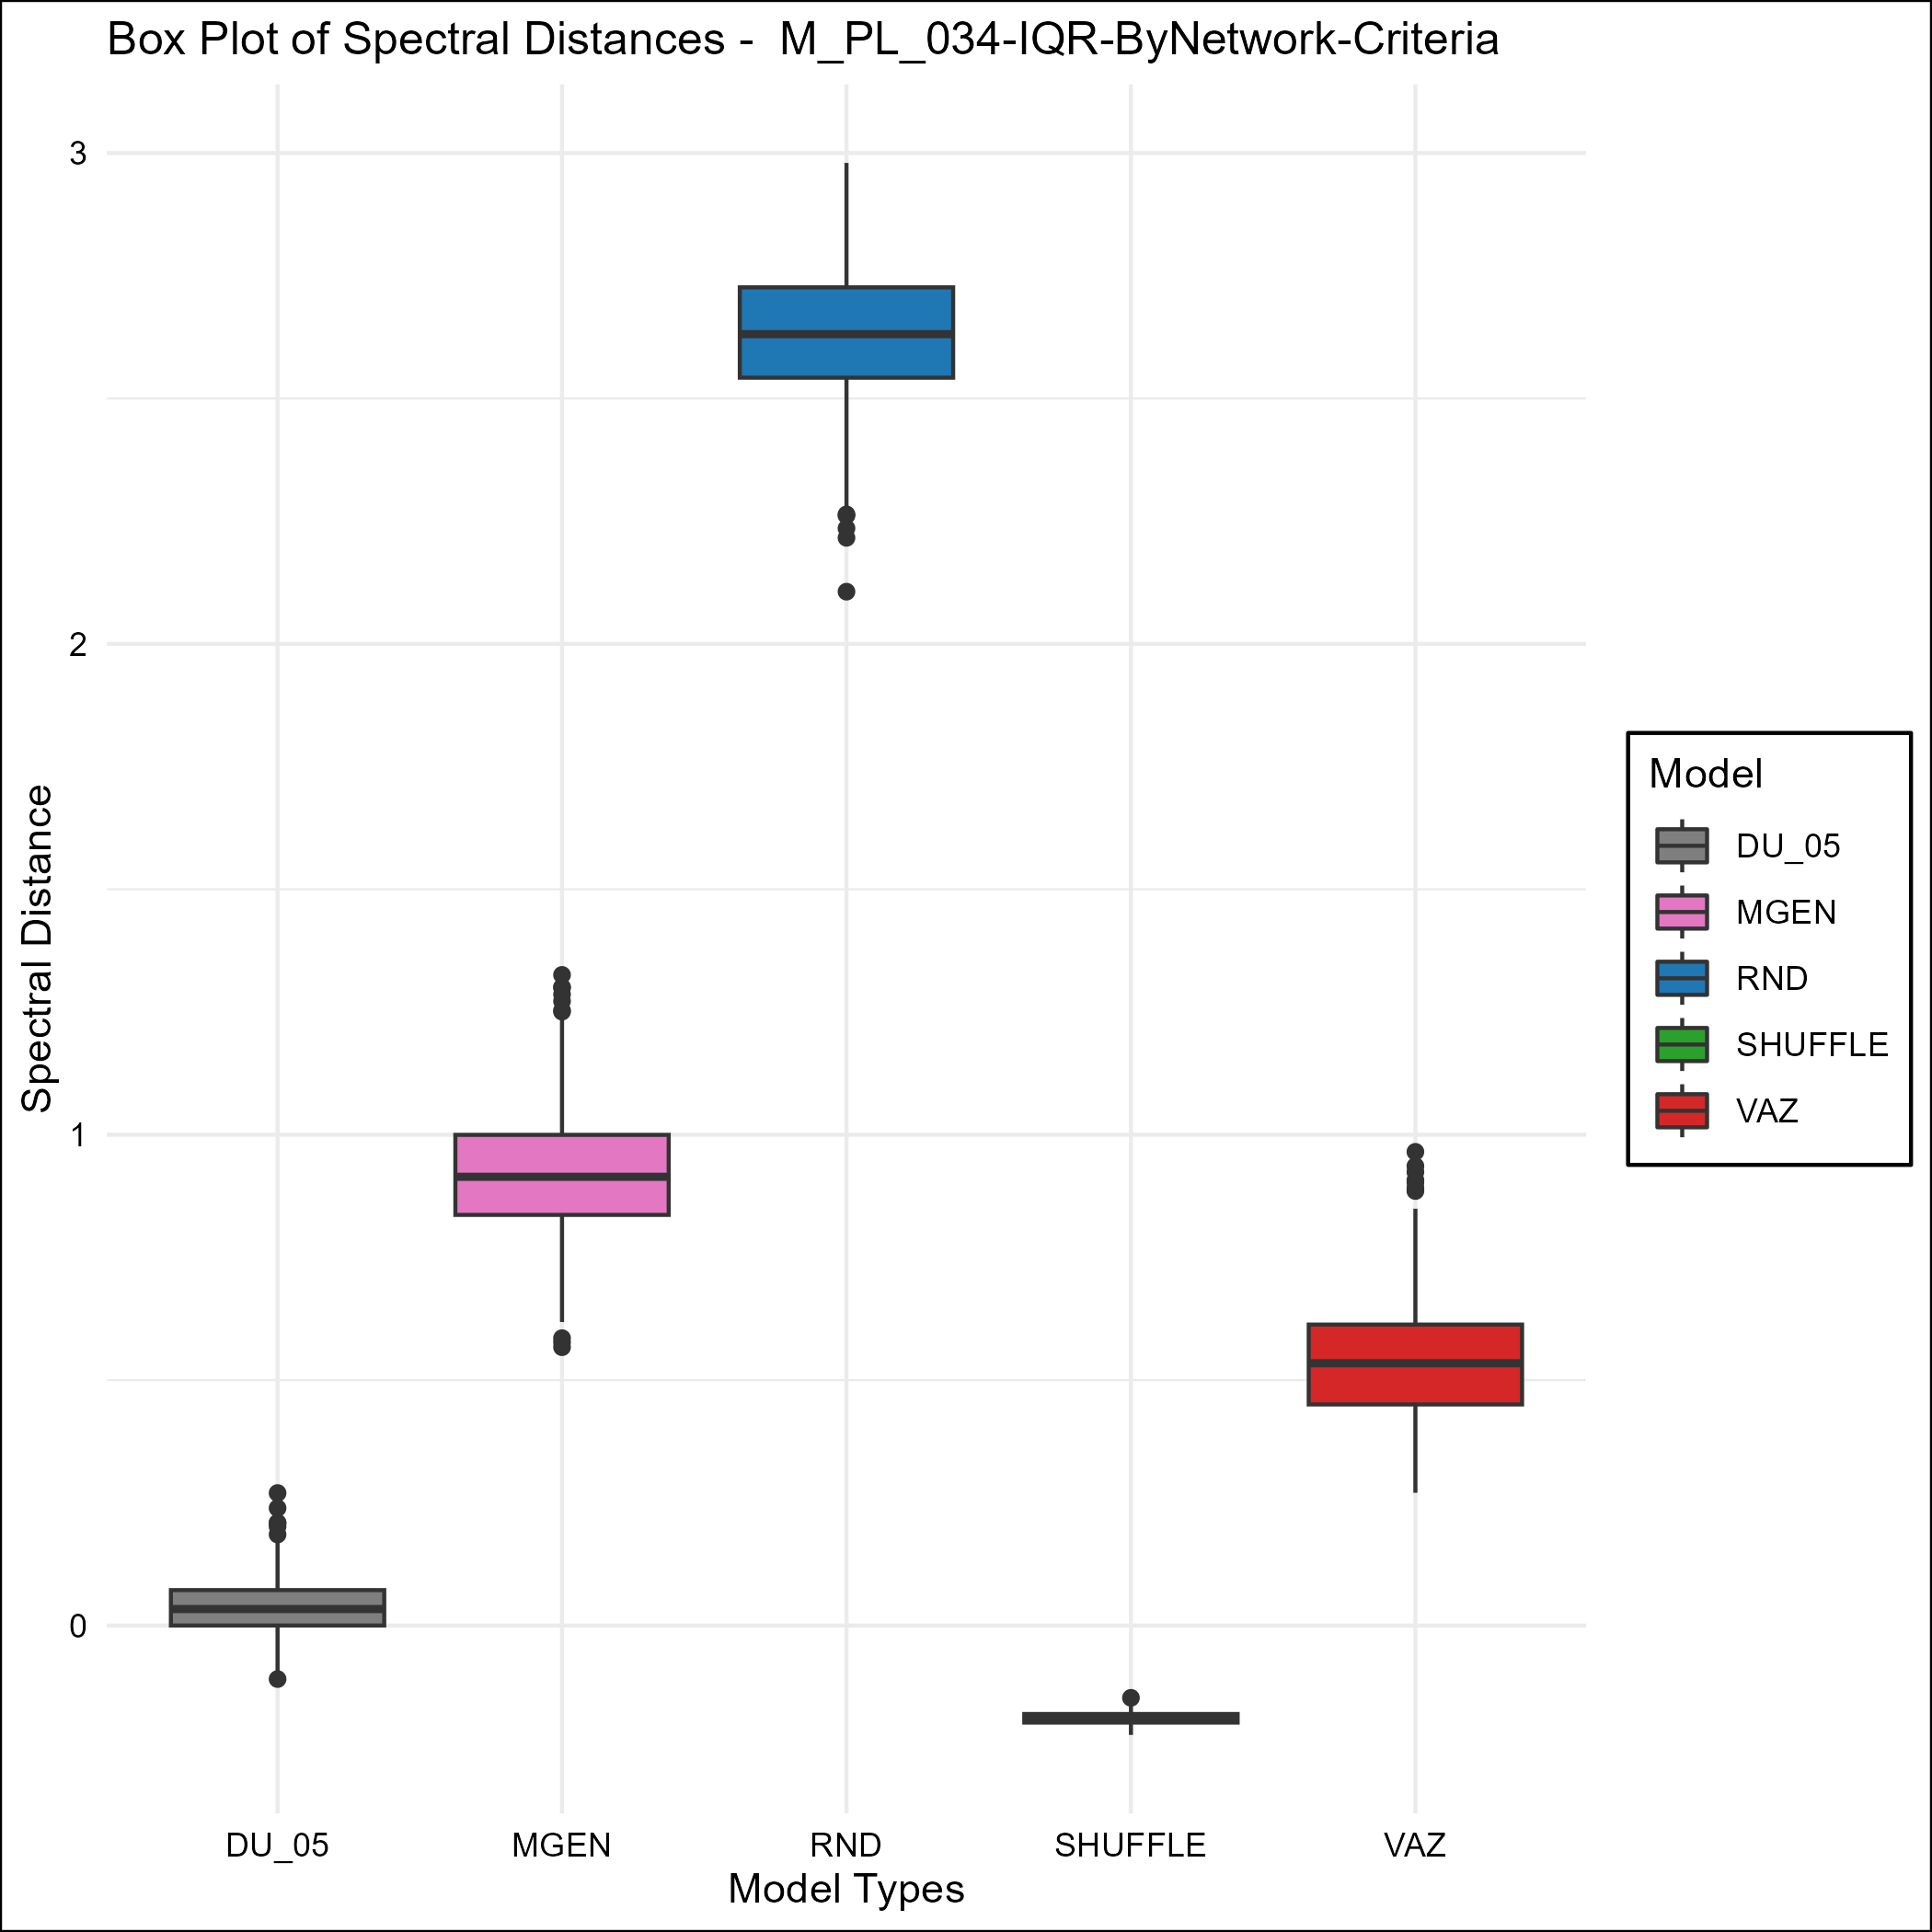 Box Plot of Spectral Distances -  M_PL_034-IQR-ByNetwork-Criteria
3
2
1
0
Spectral Distance
DU_05
MGEN
RND
SHUFFLE
VAZ
Model Types
Model
DU_05
MGEN
RND
SHUFFLE
VAZ